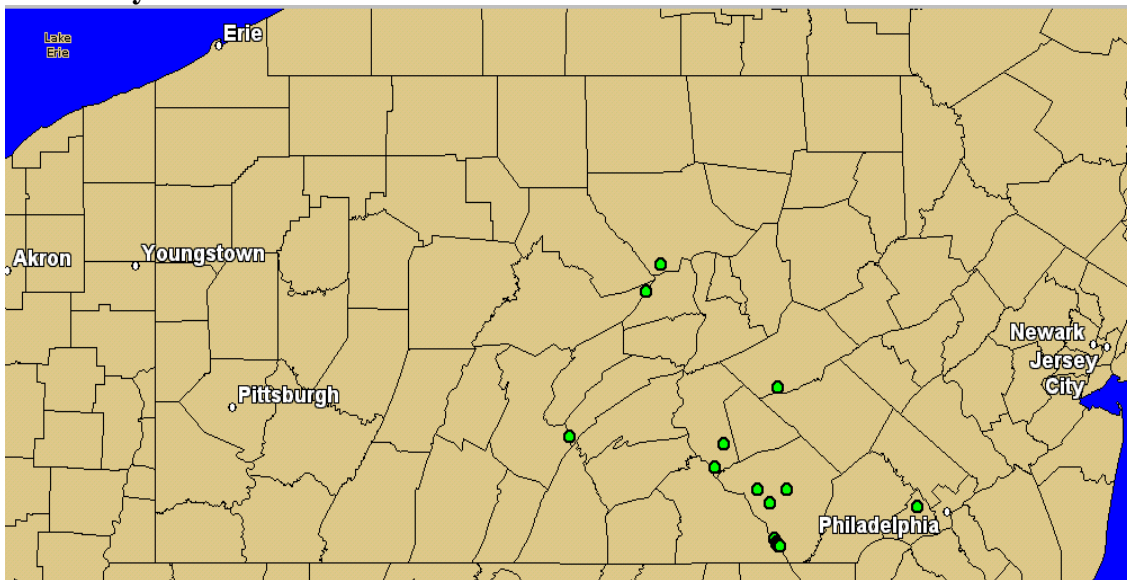 Lake
Erie
Erie
Akron
Youngstown
Newark
Jersey
City
Pittsburgh
Philadelphia